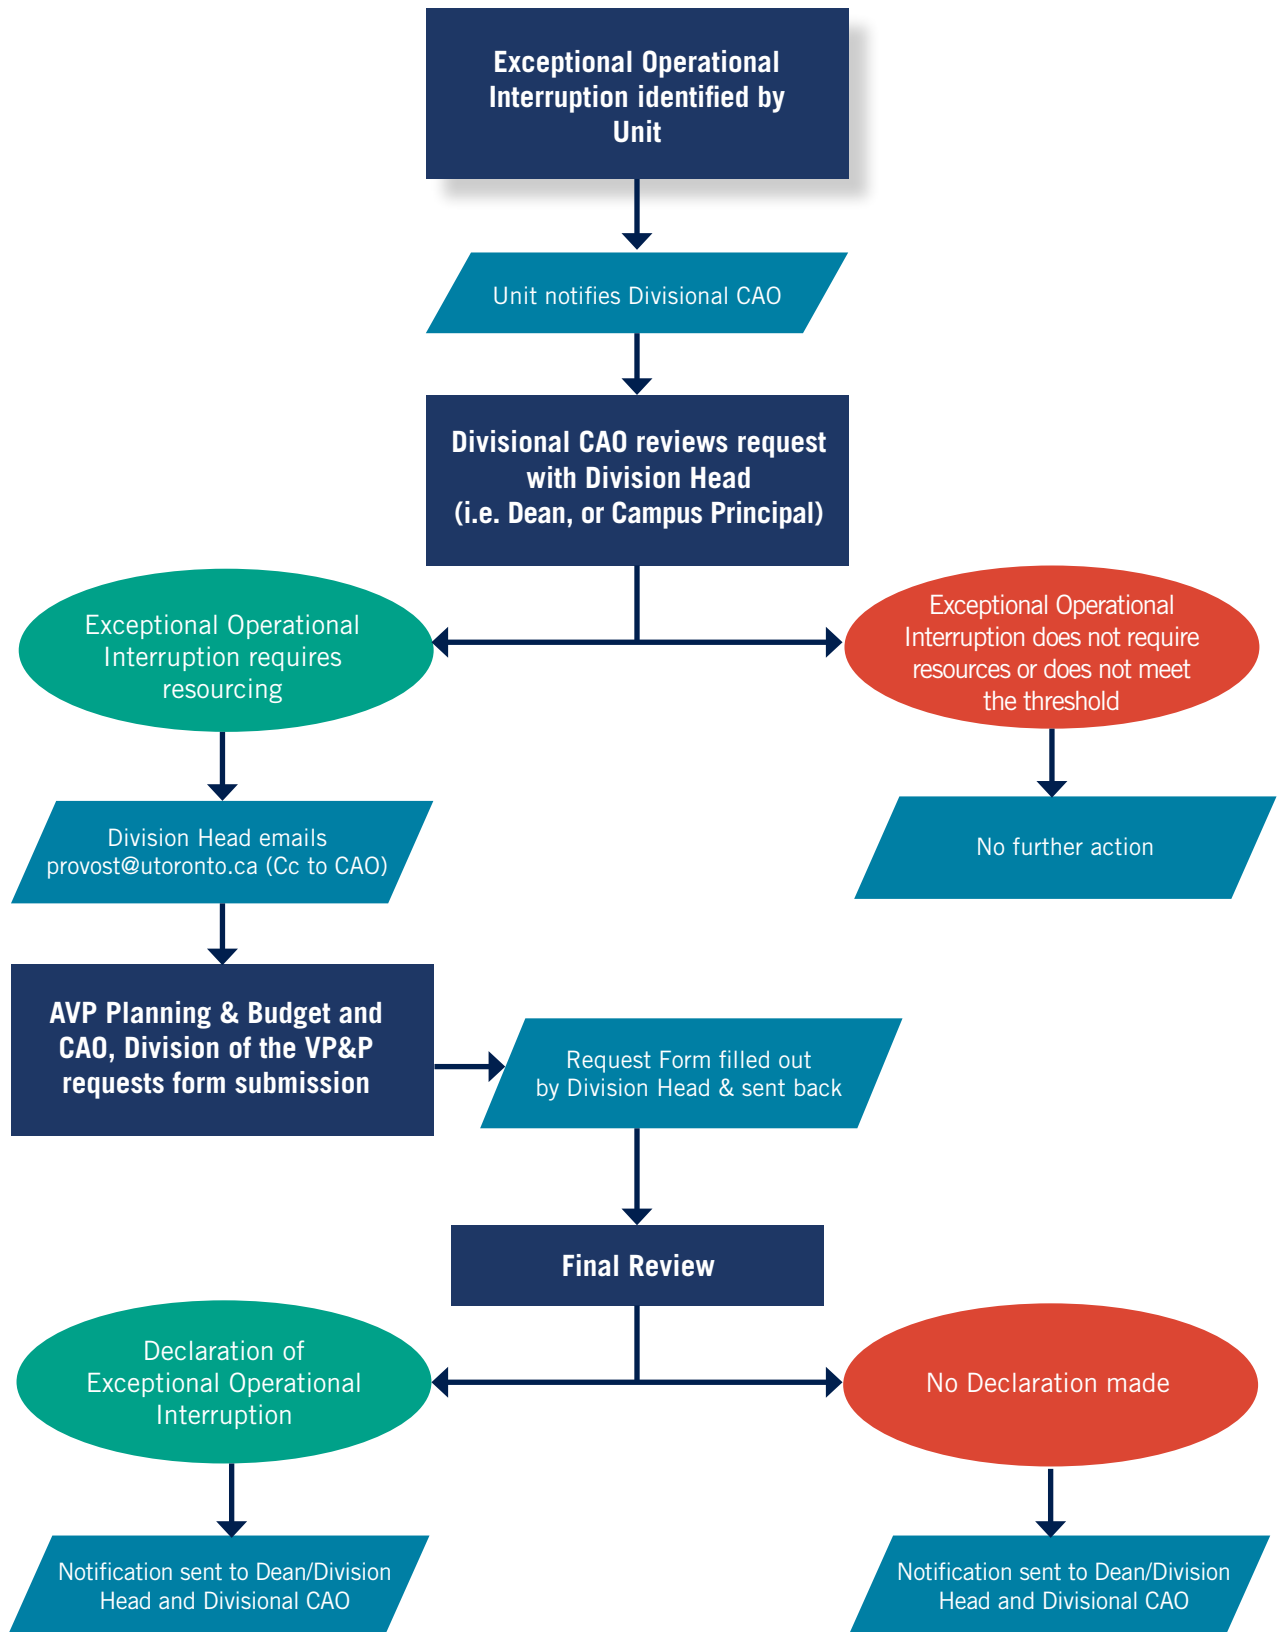 Exceptional Operational
Interruption identified by
Unit
Unit notifies Divisional CAO
Divisional CAO reviews request
with Division Head
(i.e. Dean, or Campus Principal)
Exceptional Operational
Interruption requires
resourcing
Exceptional Operational
Interruption does not require
resources or does not meet
the threshold
Division Head emails
provost@utoronto.ca (Cc to CAO)
No further action
AVP Planning & Budget and
CAO, Division of the VP&P
requests form submission
Request Form filled out
by Division Head & sent back
Final Review
Declaration of
Exceptional Operational
Interruption
No Declaration made
Notification sent to Dean/Division
Head and Divisional CAO
Notification sent to Dean/Division
Head and Divisional CAO